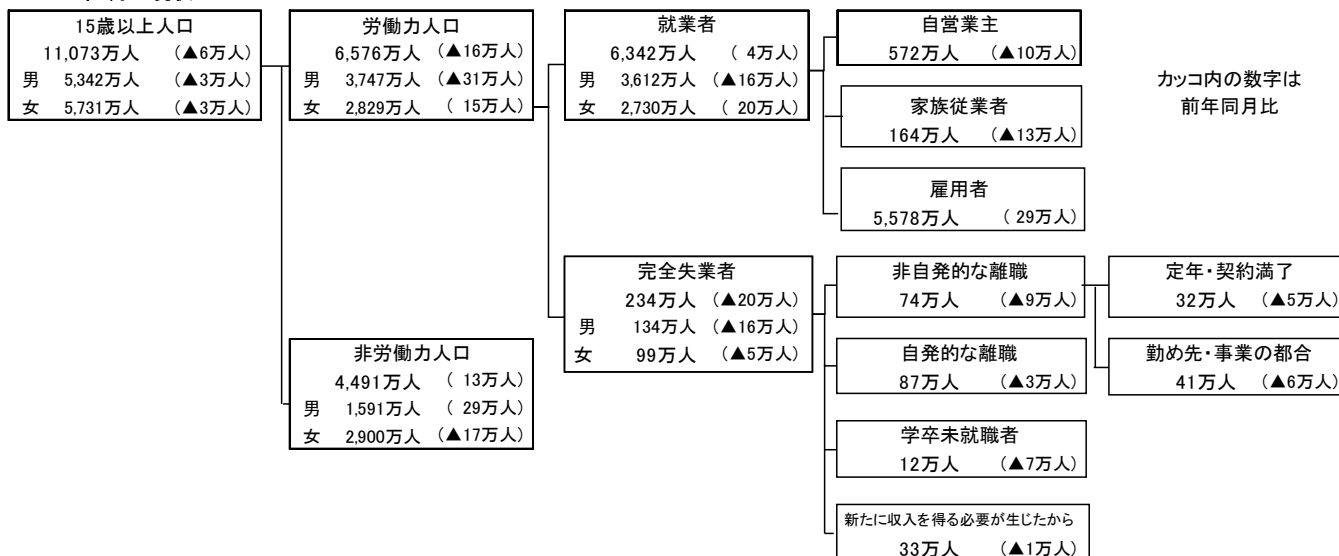 15歳以上人口
11,073万人 (▲6万人)
男 5,342万人 (▲3万人)
女 5,731万人 (▲3万人)
労働力人口
6,576万人 (▲16万人)
男 3,747万人 (▲31万人)
女 2,829万人 ( 15万人)
非労働力人口
4,491万人 ( 13万人)
男 1,591万人 ( 29万人)
女 2,900万人 (▲17万人)
就業者
6,342万人 ( 4万人)
男 3,612万人 (▲16万人)
女 2,730万人 ( 20万人)
完全失業者
234万人 (▲20万人)
男 134万人 (▲16万人)
女 99万人 (▲5万人)
自営業主
572万人 (▲10万人)
家族従業者
164万人 (▲13万人)
雇用者
5,578万人 ( 29万人)
非自発的な離職
74万人 (▲9万人)
自発的な離職
87万人 (▲3万人)
学卒未就職者
12万人 (▲7万人)
新たに収入を得る必要が生じたから
33万人 (▲1万人)
定年・契約満了
32万人 (▲5万人)
勤め先・事業の都合
41万人 (▲6万人)
カッコ内の数字は
前年同月比